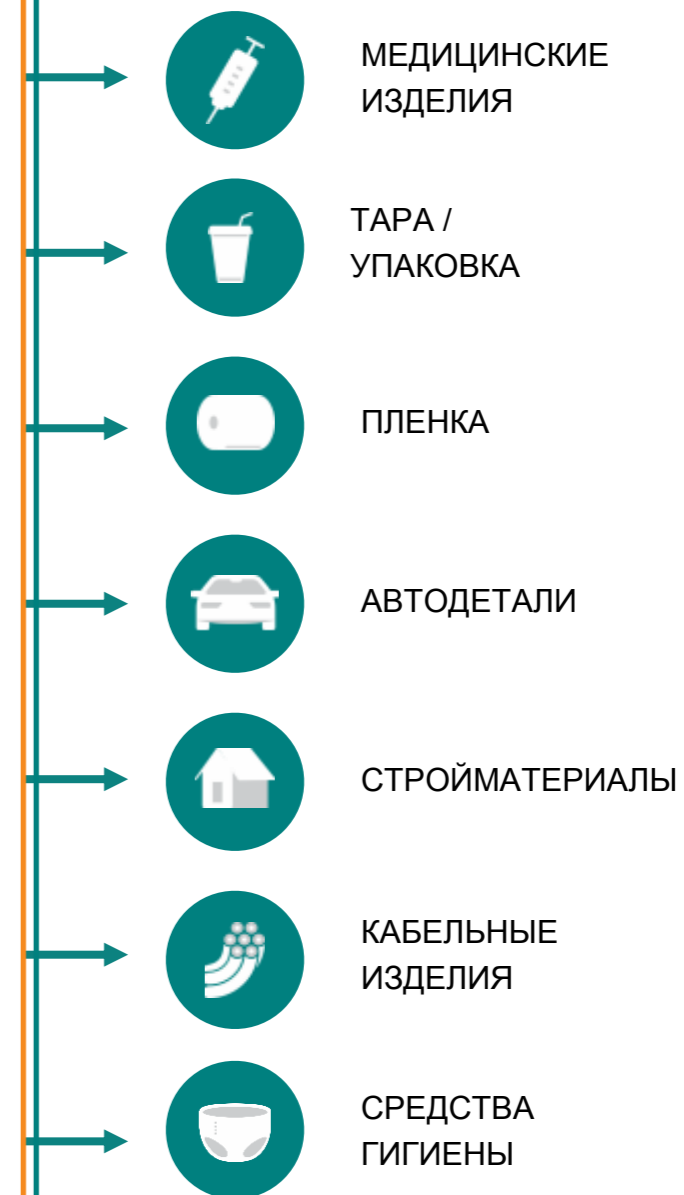 МЕДИЦИНСКИЕ
ИЗДЕЛИЯ
ТАРА /
УПАКОВКА
ПЛЕНКА
АВТОДЕТАЛИ
СТРОЙМАТЕРИАЛЫ
КАБЕЛЬНЫЕ
ИЗДЕЛИЯ
СРЕДСТВА
ГИГИЕНЫ